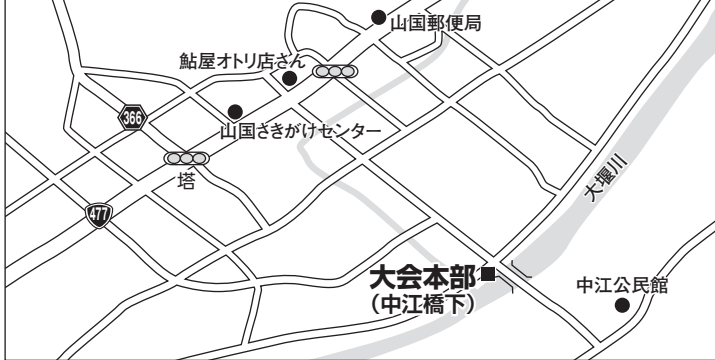 山国郵便局
鮎屋オトリ店さん
366
山国さきがけセンター
塔
477
大堰川
大会本部
（中江橋下）
中江公民館